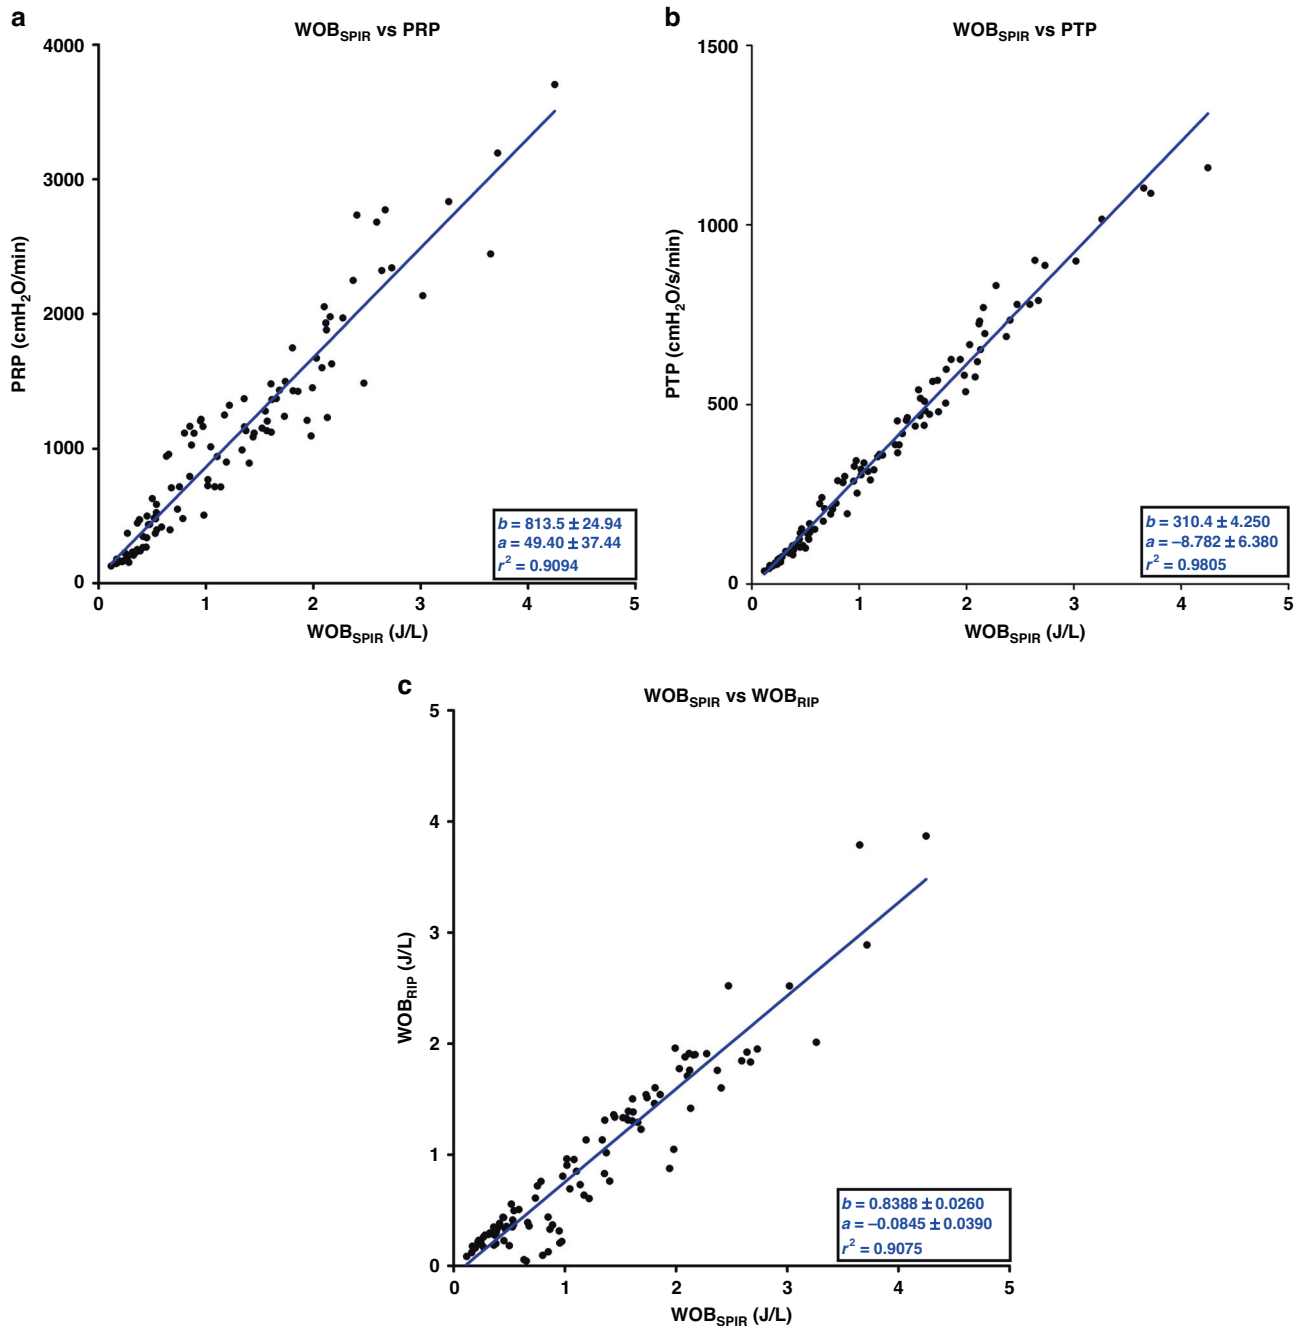 a
WOBSPIR vs PRP
4000
3000
2000
1000
0
0 1 2 3 4 5
PRP (cmH2O/min)
WOBSPIR (J/L)
b = 813.5 ± 24.94
a = 49.40 ± 37.44
r² = 0.9094
b
WOBSPIR vs PTP
1500
1000
500
0
0 1 2 3 4 5
PTP (cmH2O/s/min)
WOBSPIR (J/L)
b = 310.4 ± 4.250
a = –8.782 ± 6.380
r² = 0.9805
c
WOBSPIR vs WOBRIP
5
4
3
2
1
0
0 1 2 3 4 5
WOBRIP (J/L)
WOBSPIR (J/L)
b = 0.8388 ± 0.0260
a = –0.0845 ± 0.0390
r² = 0.9075